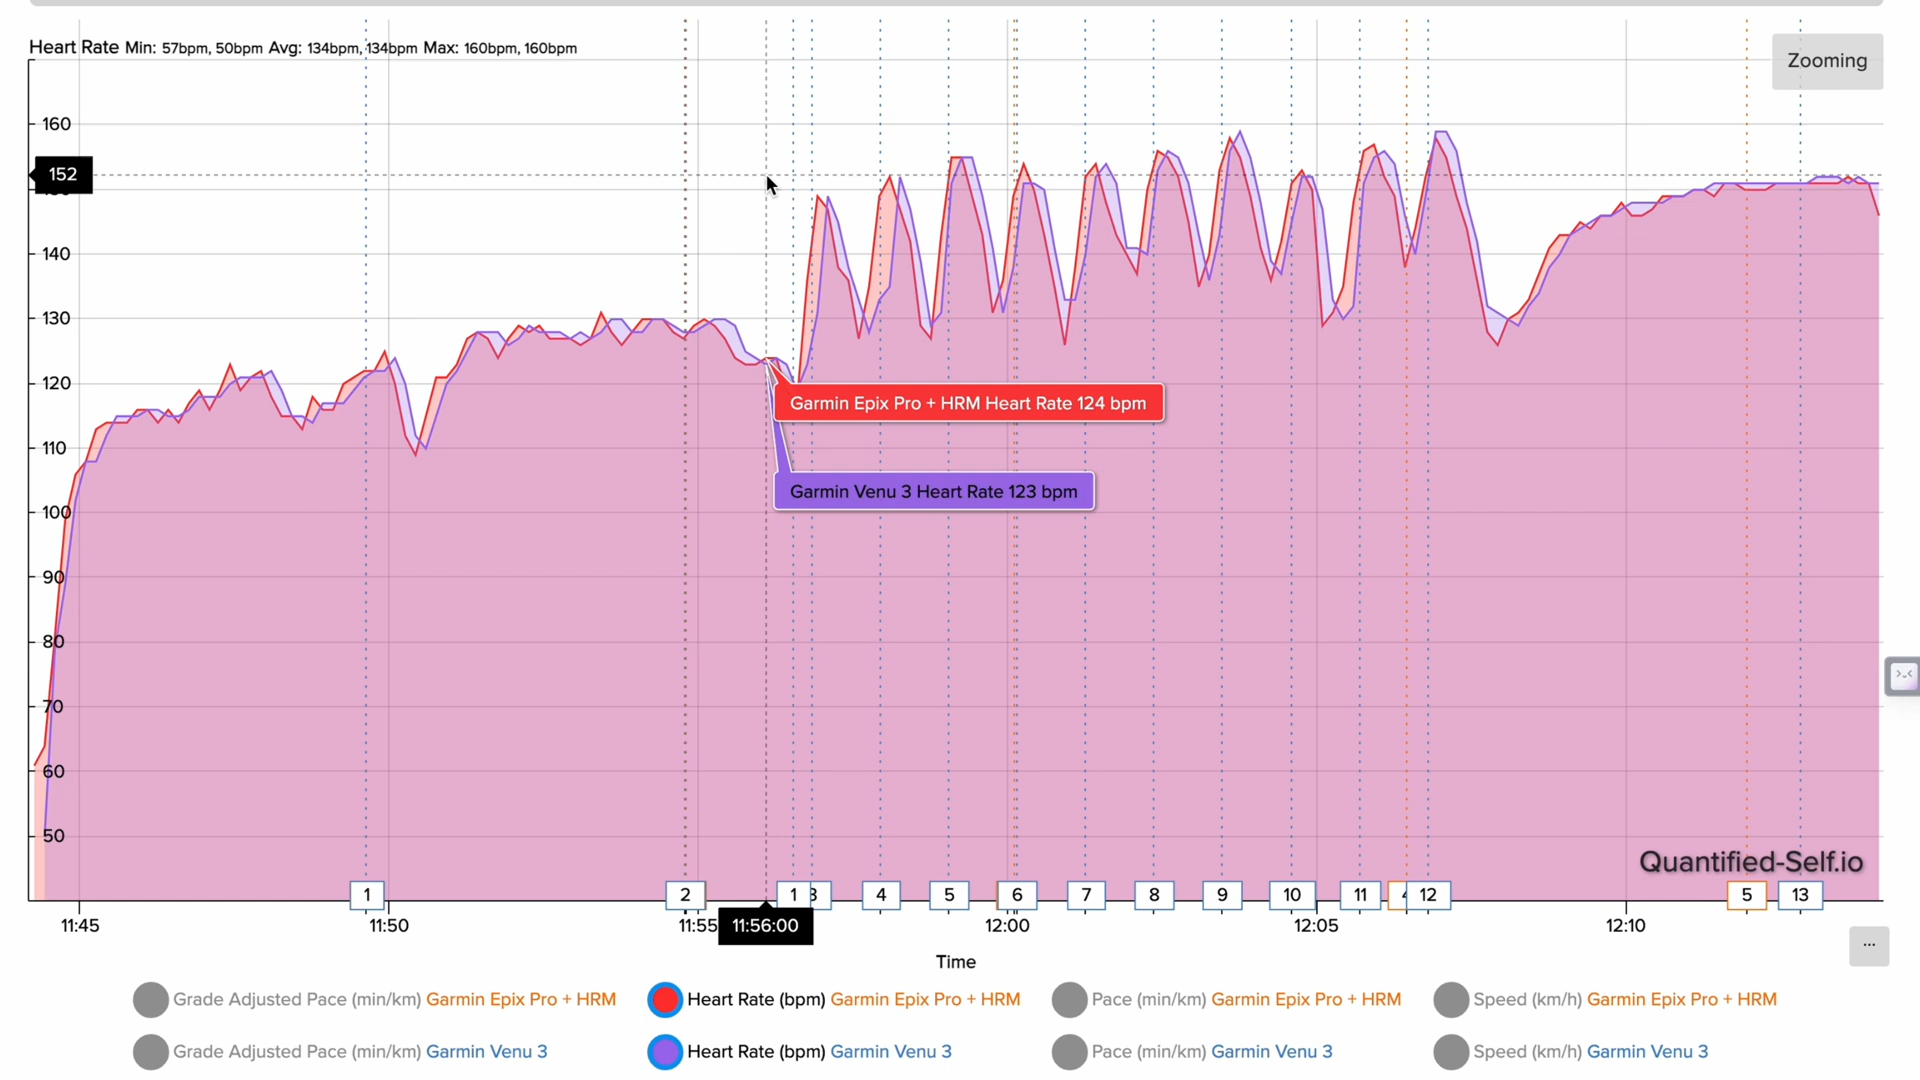 Heart Rate Min: 57bpm, 50bpm Avg: 134bpm, 134bpm Max: 160bpm, 160bpm
Zooming
160
152
140
130
120
Garmin Epix Pro + HRM Heart Rate 124 bpm
110
Garmin Venu 3 Heart Rate 123 bpm
100
90
80
70
60
50
Quantified-Self.io
1 2 1 3 4 5 6 7 8 9 10 11 4 12 5 13
11:45 11:50 11:55 11:56:00 12:00 12:05 12:10
...
Time
Grade Adjusted Pace (min/km) Garmin Epix Pro + HRM Heart Rate (bpm) Garmin Epix Pro + HRM Pace (min/km) Garmin Epix Pro + HRM Speed (km/h) Garmin Epix Pro + HRM
Grade Adjusted Pace (min/km) Garmin Venu 3 Heart Rate (bpm) Garmin Venu 3 Pace (min/km) Garmin Venu 3 Speed (km/h) Garmin Venu 3